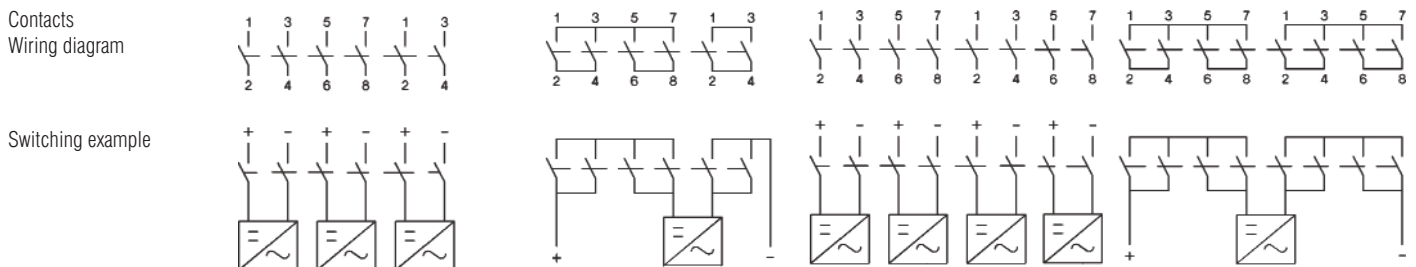 Contacts
Wiring diagram
1 3 5 7 1 3
2 4 6 8 2 4
1 3 5 7 1 3
2 4 6 8 2 4
1 3 5 7 1 3 5 7
2 4 6 8 2 4 6 8
1 3 5 7 1 3 5 7
2 4 6 8 2 4 6 8
Switching example
+ − + − + −
= ~ = ~ = ~
= ~
+ −
+ − + − + − + −
= ~ = ~ = ~ = ~
= ~
+ −